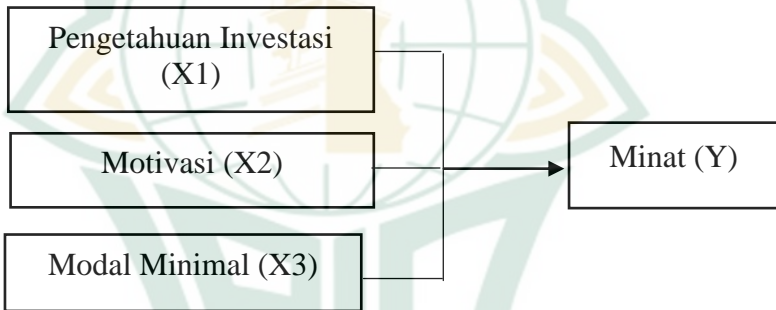 Pengetahuan Investasi
(X1)
Motivasi (X2)
Minat (Y)
Modal Minimal (X3)